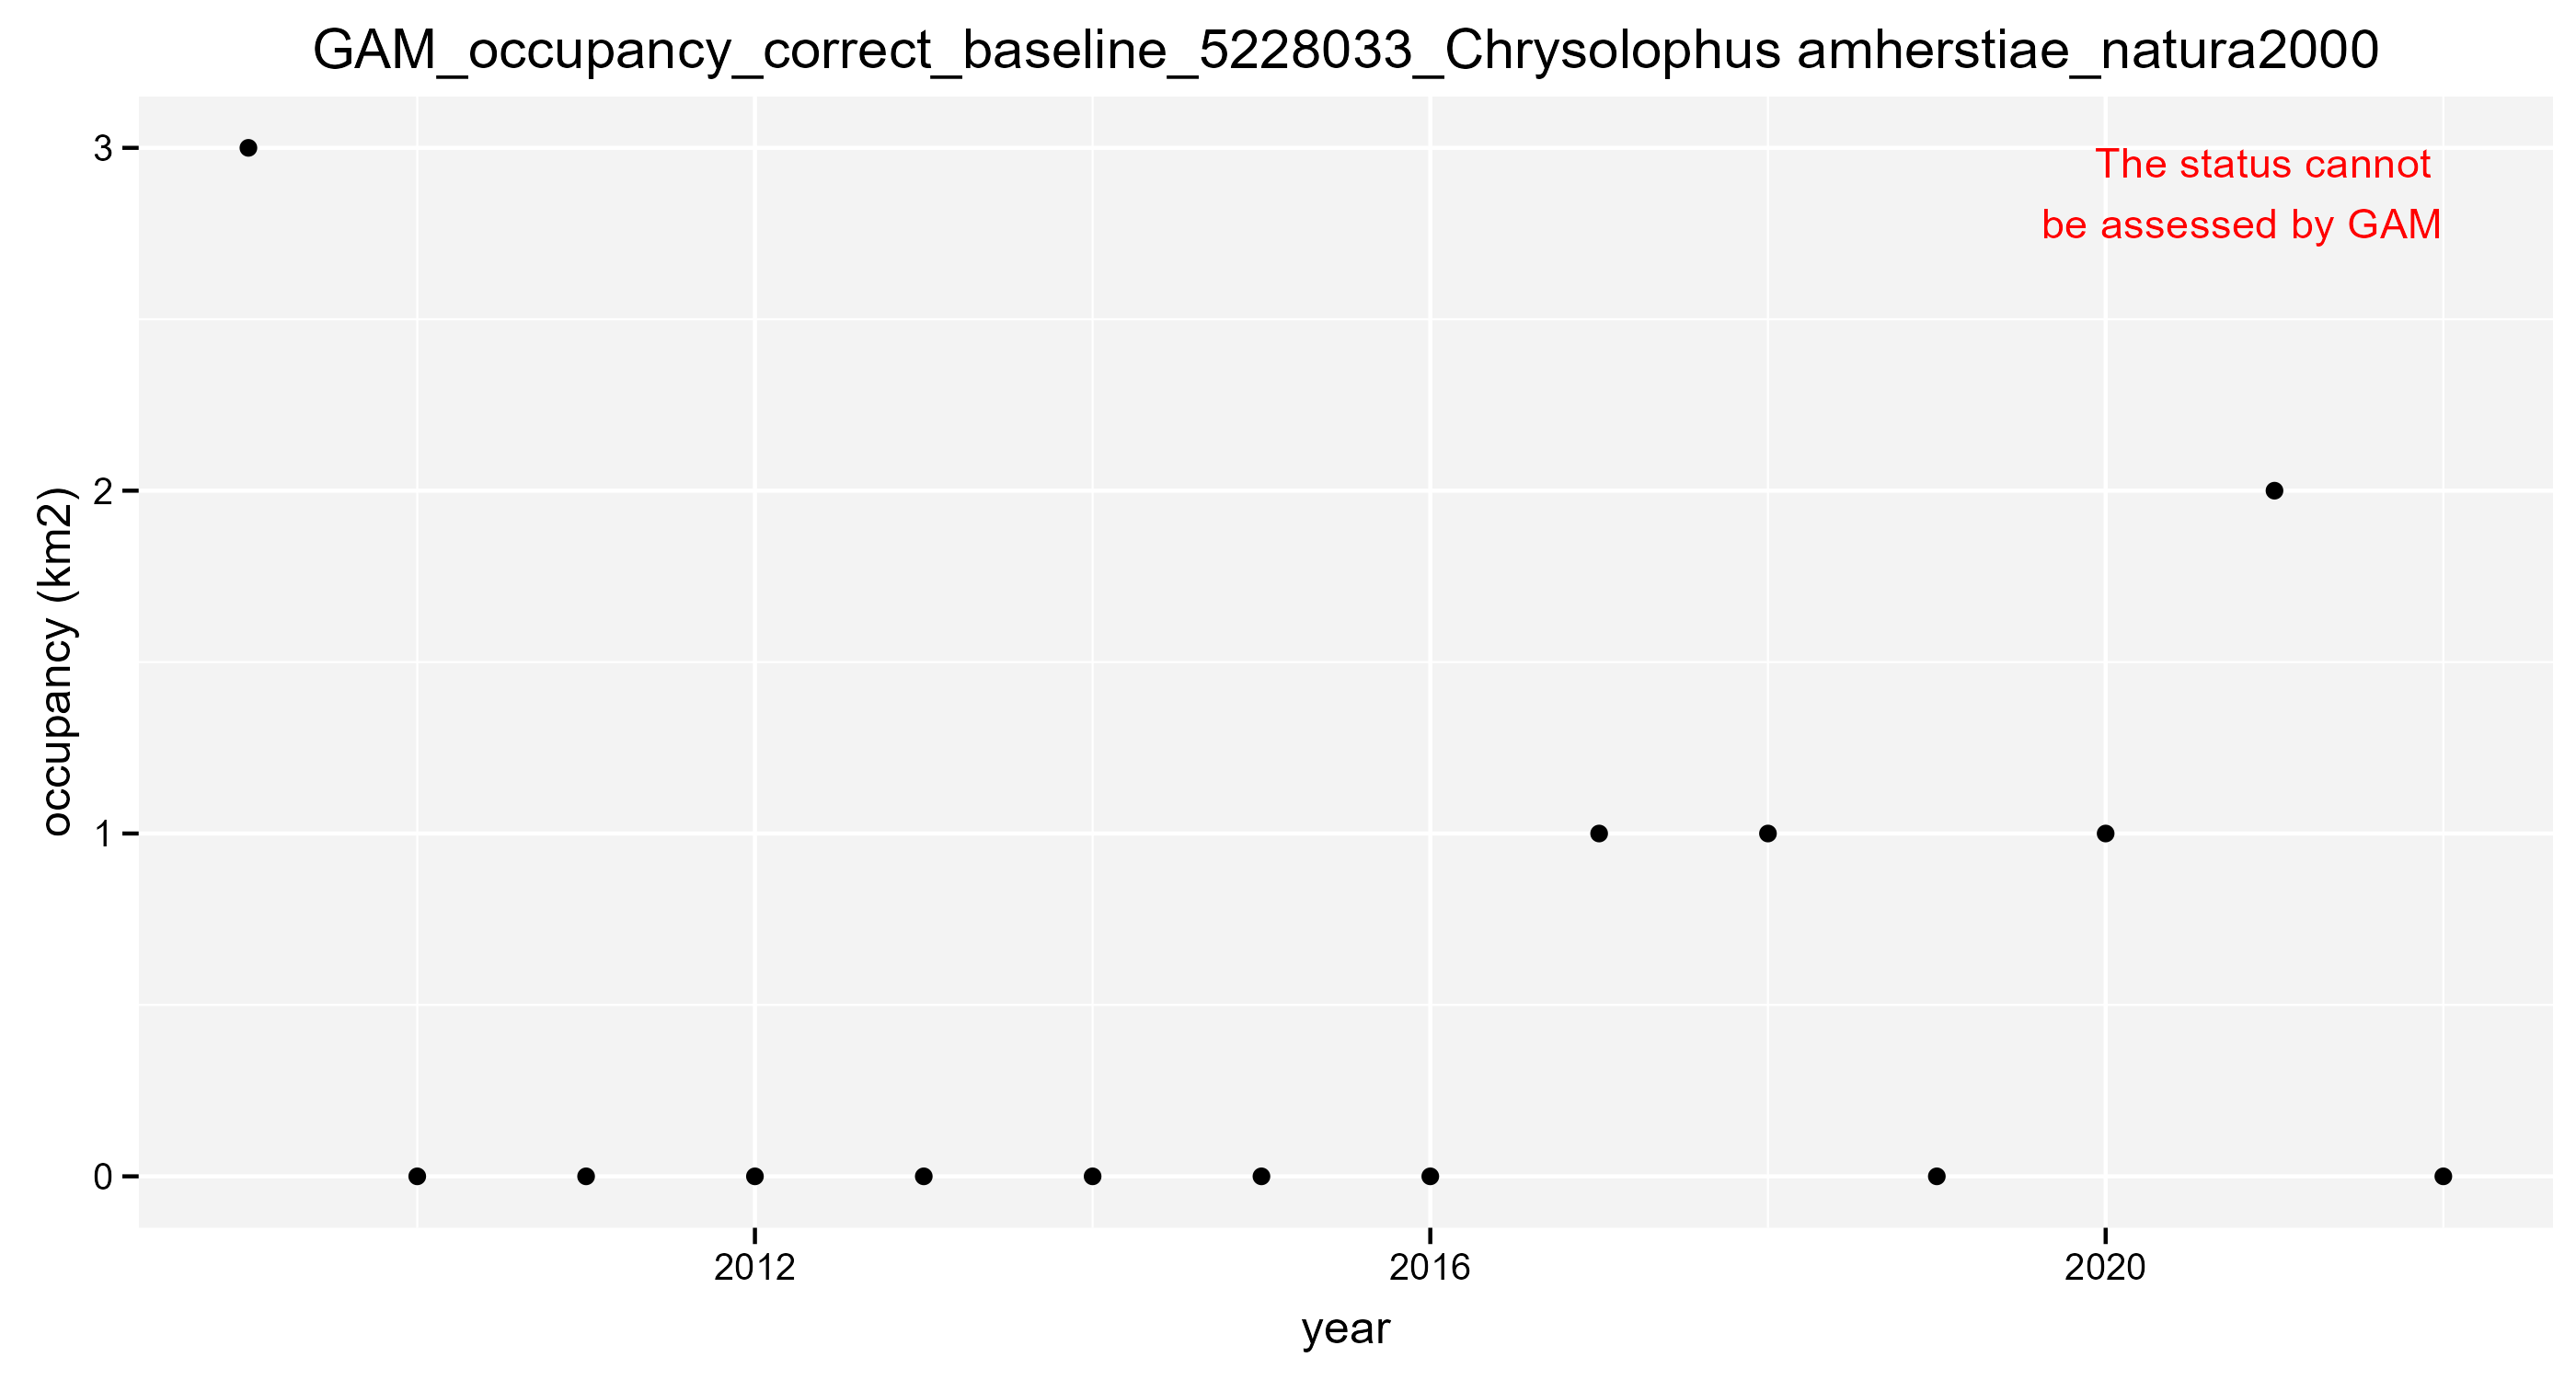 GAM_occupancy_correct_baseline_5228033_Chrysolophus amherstiae_natura2000
The status cannot
be assessed by GAM
occupancy (km2)
3
2
1
0
2012 2016 2020
year